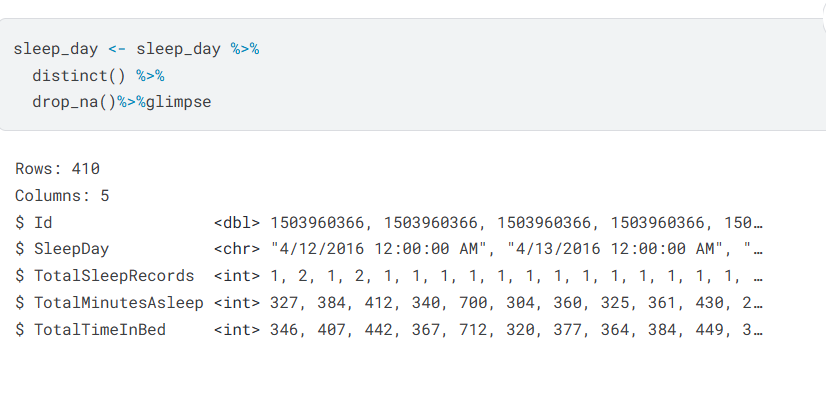 sleep_day <- sleep_day %>%
distinct() %>%
drop_na()%>%glimpse
Rows: 410
Columns: 5
$ Id <dbl> 1503960366, 1503960366, 1503960366, 1503960366, 150…
$ SleepDay <chr> "4/12/2016 12:00:00 AM", "4/13/2016 12:00:00 AM", "…
$ TotalSleepRecords <int> 1, 2, 1, 2, 1, 1, 1, 1, 1, 1, 1, 1, 1, 1, 1, 1, 1, …
$ TotalMinutesAsleep <int> 327, 384, 412, 340, 700, 304, 360, 325, 361, 430, 2…
$ TotalTimeInBed <int> 346, 407, 442, 367, 712, 320, 377, 364, 384, 449, 3…